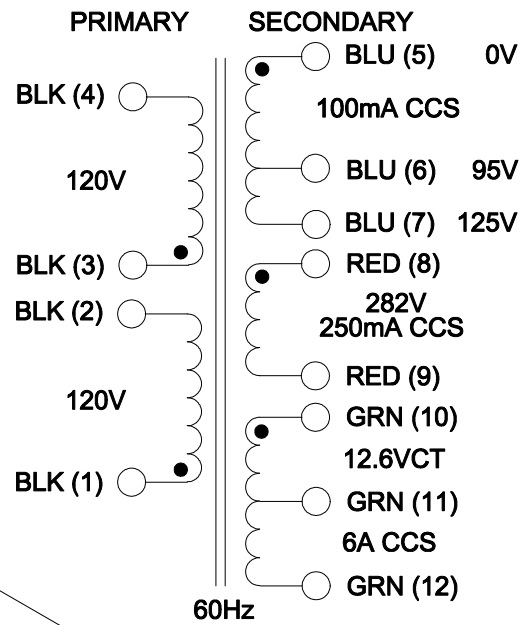 PRIMARY SECONDARY
BLU (5) 0V
BLK (4)
100mA CCS
120V
BLU (6) 95V
BLU (7) 125V
BLK (3)
RED (8)
282V
BLK (2)
250mA CCS
RED (9)
120V
GRN (10)
12.6VCT
BLK (1)
GRN (11)
6A CCS
GRN (12)
60Hz